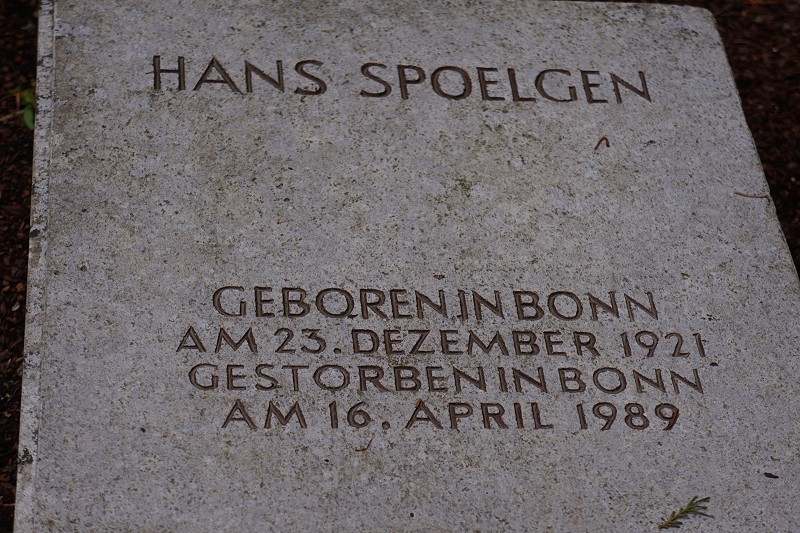 HANS SPOELGEN
GEBOREN IN BONN
AM 23. DEZEMBER 1921
GESTORBEN IN BONN
AM 16. APRIL 1989